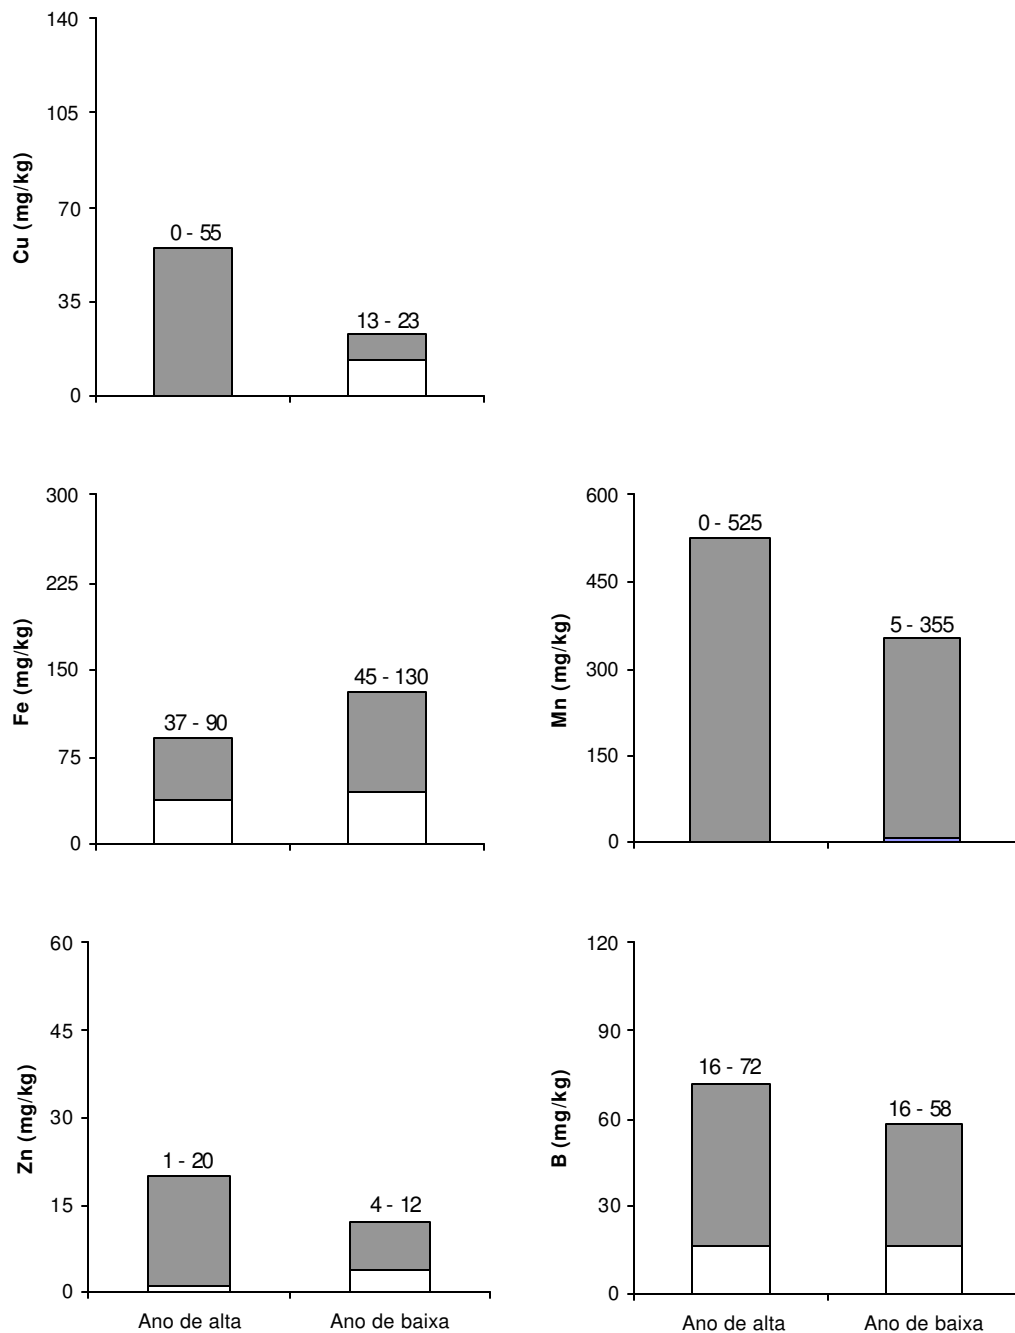 140
105
70
35
0
Cu (mg/kg)
0 - 55
13 - 23
300
225
150
75
0
Fe (mg/kg)
37 - 90
45 - 130
600
450
300
150
0
Mn (mg/kg)
0 - 525
5 - 355
60
45
30
15
0
Zn (mg/kg)
1 - 20
4 - 12
Ano de alta
Ano de baixa
120
90
60
30
0
B (mg/kg)
16 - 72
16 - 58
Ano de alta
Ano de baixa